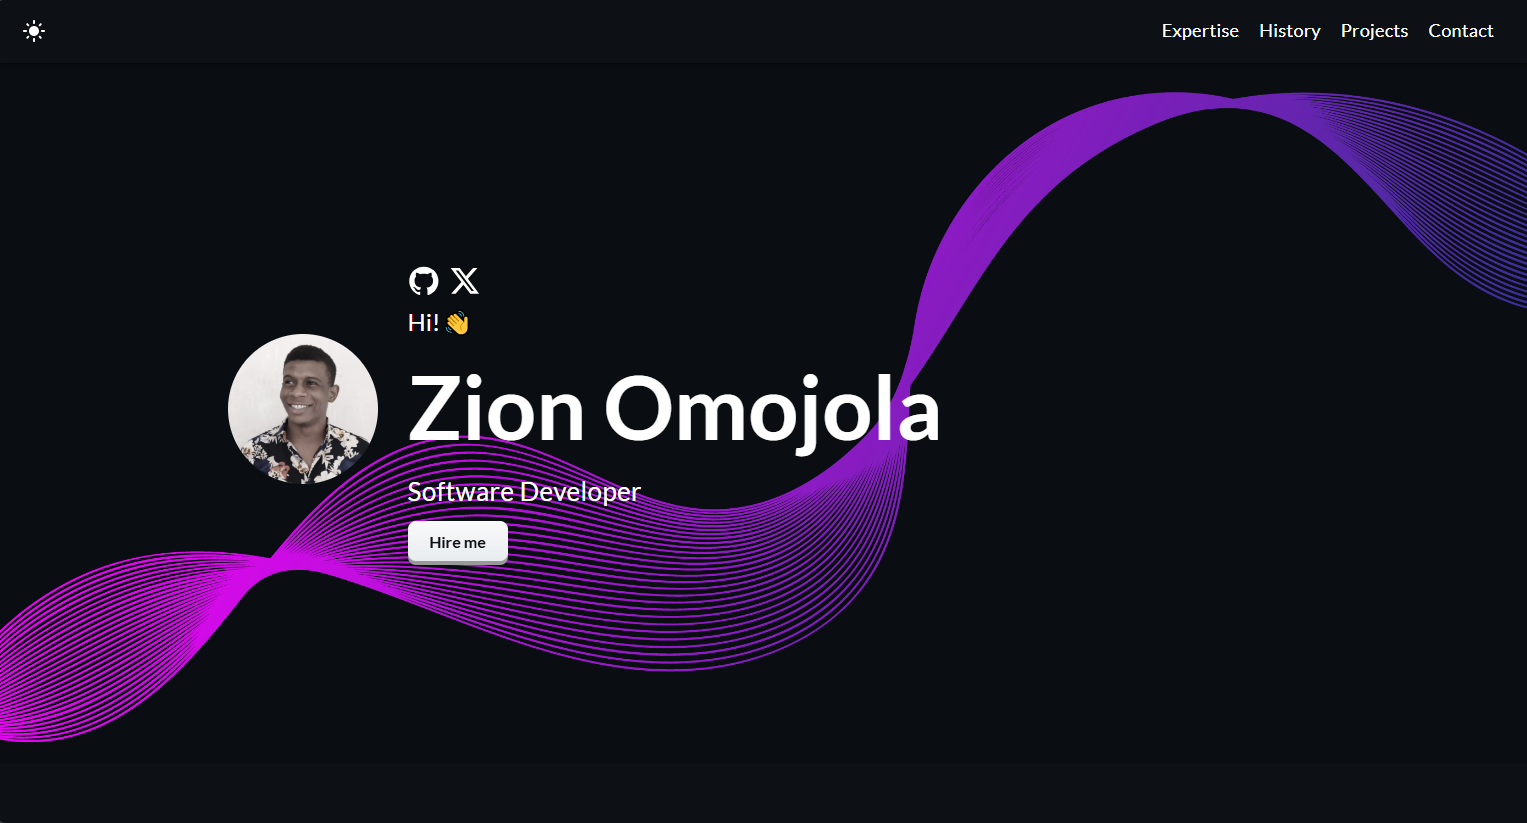 Expertise History Projects Contact
Hi! 👋
Zion Omojola
Software Developer
Hire me